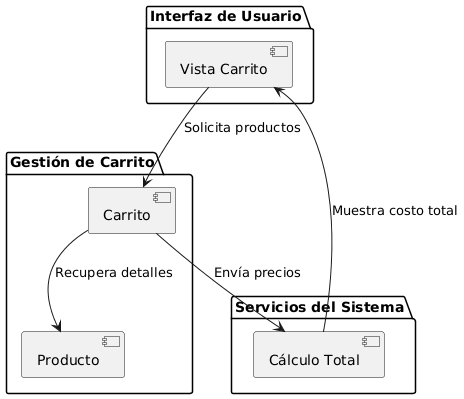 Interfaz de Usuario
Vista Carrito
Solicita productos
Gestión de Carrito
Carrito
Muestra costo total
Recupera detalles
Envía precios
Servicios del Sistema
Producto
Cálculo Total